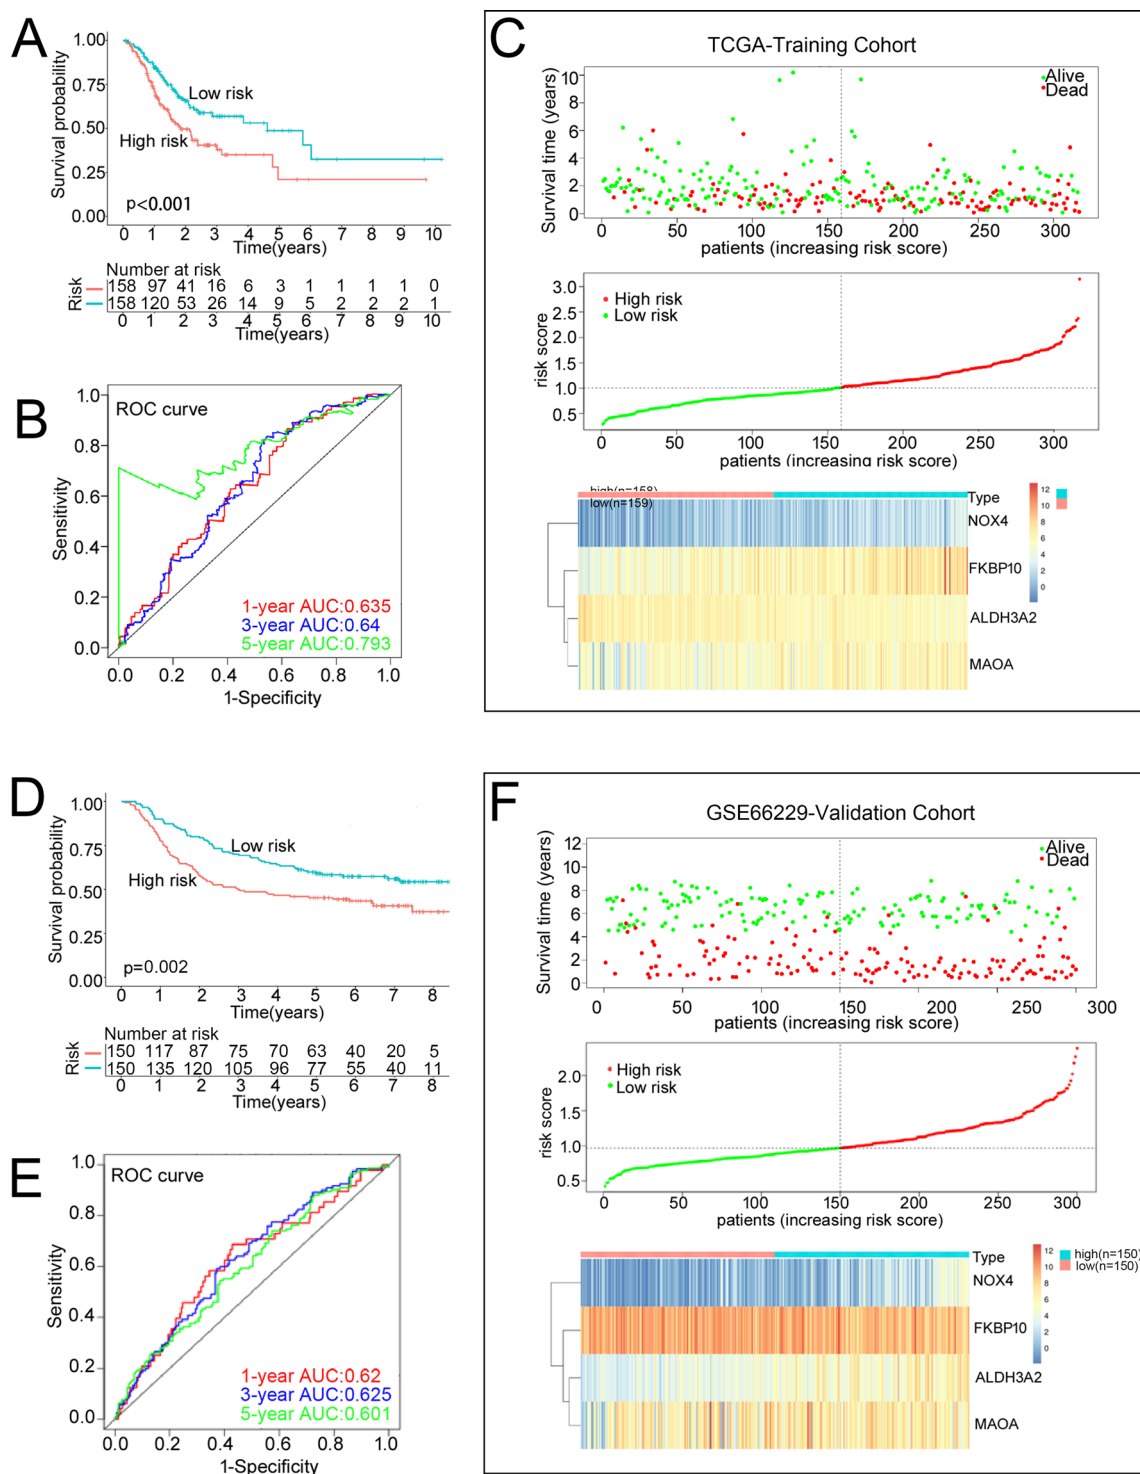 A
1.00
0.75
0.50
0.25
0.00
Survival probability
Low risk
High risk
p<0.001
0 1 2 3 4 5 6 7 8 9 10
Time(years)
Number at risk
Risk
158 97 41 16 6 3 1 1 1 1 0
158 120 53 26 14 9 5 2 2 2 1
0 1 2 3 4 5 6 7 8 9 10
Time(years)
B
ROC curve
1.0
0.8
0.6
0.4
0.2
0.0
Sensitivity
1-year AUC:0.635
3-year AUC:0.64
5-year AUC:0.793
0.0 0.2 0.4 0.6 0.8 1.0
1-Specificity
C
TCGA-Training Cohort
Survival time (years)
10
8
6
4
2
0
Alive
Dead
0 50 100 150 200 250 300
patients (increasing risk score)
risk score
3.0
2.5
2.0
1.5
1.0
0.5
High risk
Low risk
0 50 100 150 200 250 300
patients (increasing risk score)
high(n=158)
low(n=159)
Type
NOX4
FKBP10
ALDH3A2
MAOA
12
10
8
6
4
2
0
D
1.00
0.75
0.50
0.25
0.00
Survival probability
Low risk
High risk
p=0.002
0 1 2 3 4 5 6 7 8
Time(years)
Number at risk
Risk
150 117 87 75 70 63 40 20 5
150 135 120 105 96 77 55 40 11
0 1 2 3 4 5 6 7 8
Time(years)
E
ROC curve
1.0
0.8
0.6
0.4
0.2
0.0
Sensitivity
1-year AUC:0.62
3-year AUC:0.625
5-year AUC:0.601
0.0 0.2 0.4 0.6 0.8 1.0
1-Specificity
F
GSE66229-Validation Cohort
Survival time (years)
12
10
8
6
4
2
0
Alive
Dead
0 50 100 150 200 250 300
patients (increasing risk score)
risk score
2.0
1.5
1.0
0.5
High risk
Low risk
0 50 100 150 200 250 300
patients (increasing risk score)
Type
NOX4
FKBP10
ALDH3A2
MAOA
12
10
8
6
4
2
0
high(n=150)
low(n=150)